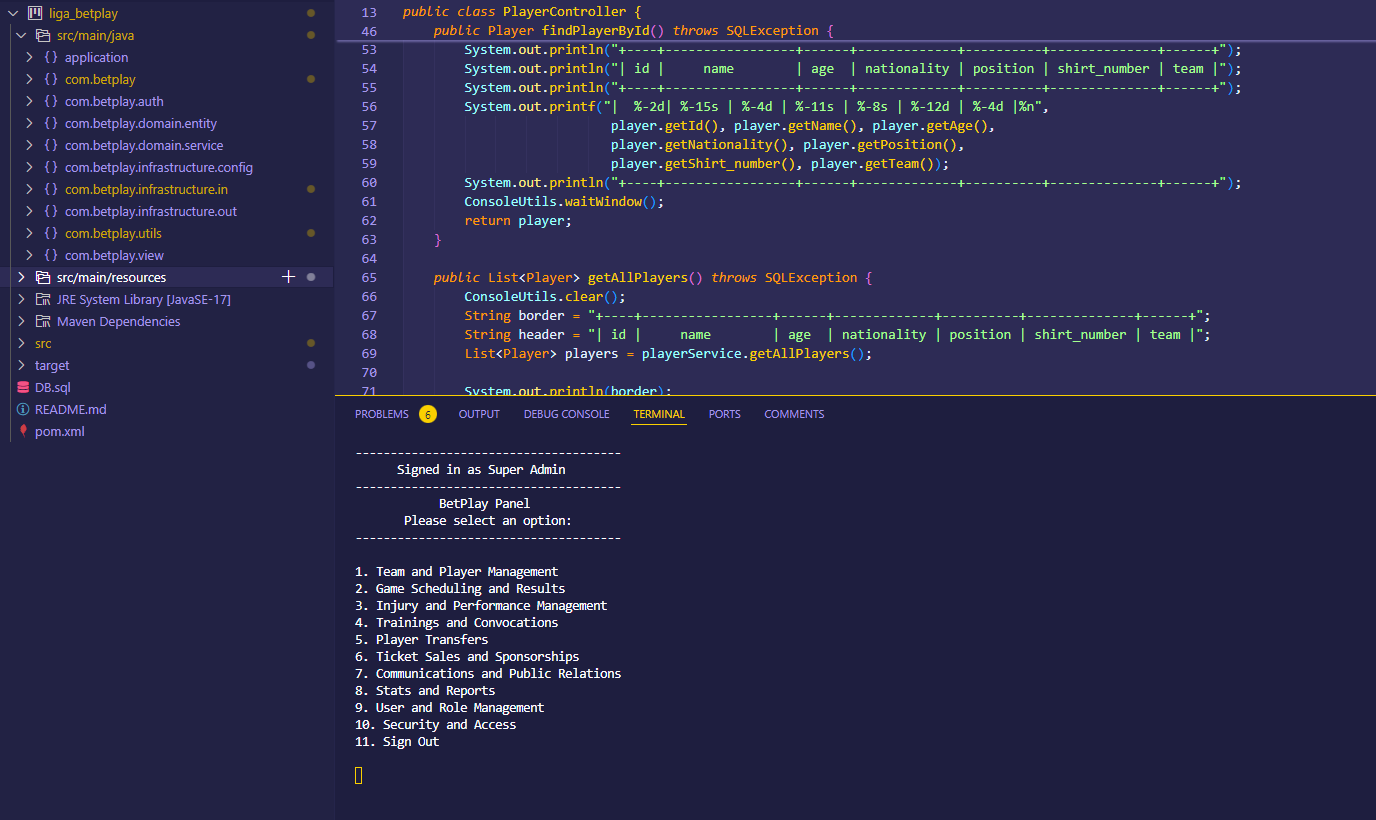 liga_betplay
src/main/java
application
com.betplay
com.betplay.auth
com.betplay.domain.entity
com.betplay.domain.service
com.betplay.infrastructure.config
com.betplay.infrastructure.in
com.betplay.infrastructure.out
com.betplay.utils
com.betplay.view
src/main/resources
JRE System Library [JavaSE-17]
Maven Dependencies
src
target
DB.sql
README.md
pom.xml
13 public class PlayerController {
46 public Player findPlayerById() throws SQLException {
53 System.out.println("+----+-----------------+------+-------------+----------+--------------+------+");
54 System.out.println("| id |     name        | age  | nationality | position | shirt_number | team |");
55 System.out.println("+----+-----------------+------+-------------+----------+--------------+------+");
56 System.out.printf("|  %-2d| %-15s | %-4d | %-11s | %-8s | %-12d | %-4d |%n",
57 player.getId(), player.getName(), player.getAge(),
58 player.getNationality(), player.getPosition(),
59 player.getShirt_number(), player.getTeam());
60 System.out.println("+----+-----------------+------+-------------+----------+--------------+------+");
61 ConsoleUtils.waitWindow();
62 return player;
63 }
64
65 public List<Player> getAllPlayers() throws SQLException {
66 ConsoleUtils.clear();
67 String border = "+----+-----------------+------+-------------+----------+--------------+------+";
68 String header = "| id |     name        | age  | nationality | position | shirt_number | team |";
69 List<Player> players = playerService.getAllPlayers();
70
71 System.out.println(border);
PROBLEMS 6 OUTPUT DEBUG CONSOLE TERMINAL PORTS COMMENTS
--------------------------------------
Signed in as Super Admin
--------------------------------------
BetPlay Panel
Please select an option:
--------------------------------------
1. Team and Player Management
2. Game Scheduling and Results
3. Injury and Performance Management
4. Trainings and Convocations
5. Player Transfers
6. Ticket Sales and Sponsorships
7. Communications and Public Relations
8. Stats and Reports
9. User and Role Management
10. Security and Access
11. Sign Out